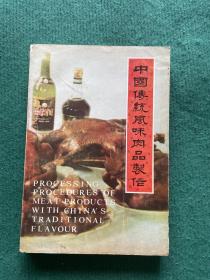 中國傳統風味肉品製作
PROCESSING
PROCEDURES OF
MEAT PRODUCTS
WITH CHINA'S
TRADITIONAL
FLAVOUR